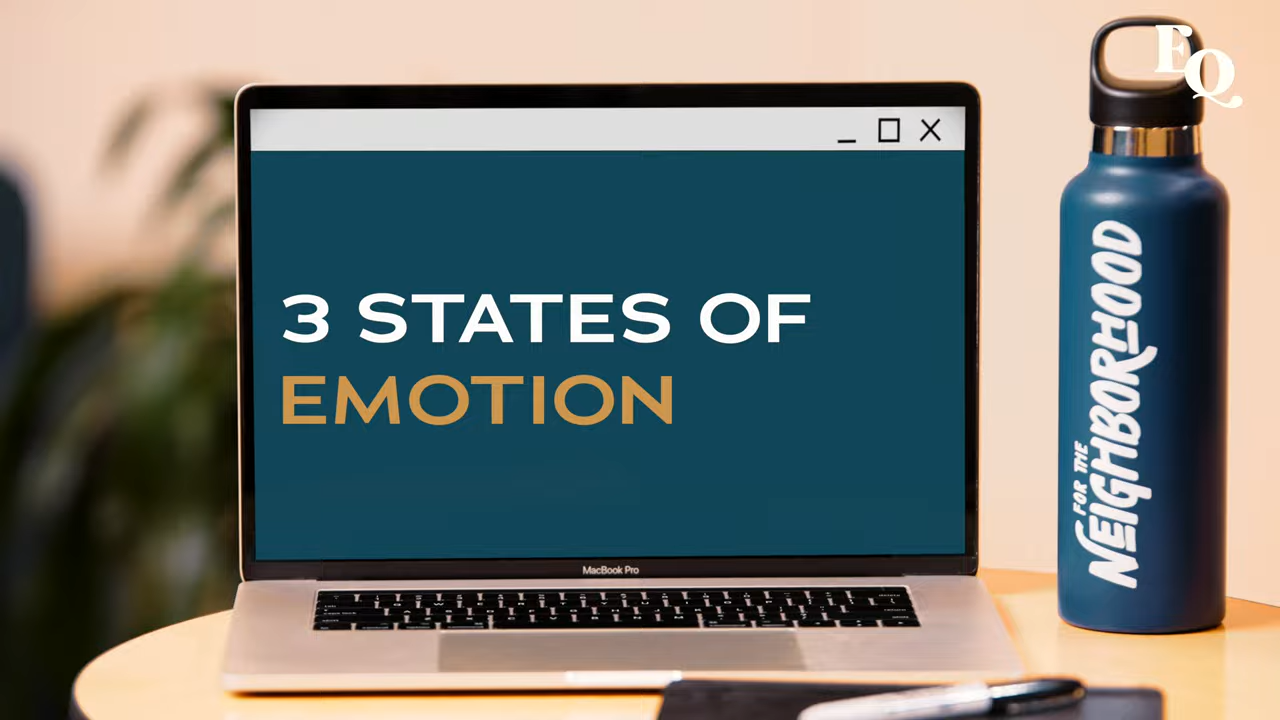 3 STATES OF
EMOTION
MacBook Pro
FOR THE
NEIGHBORHOOD
EQ